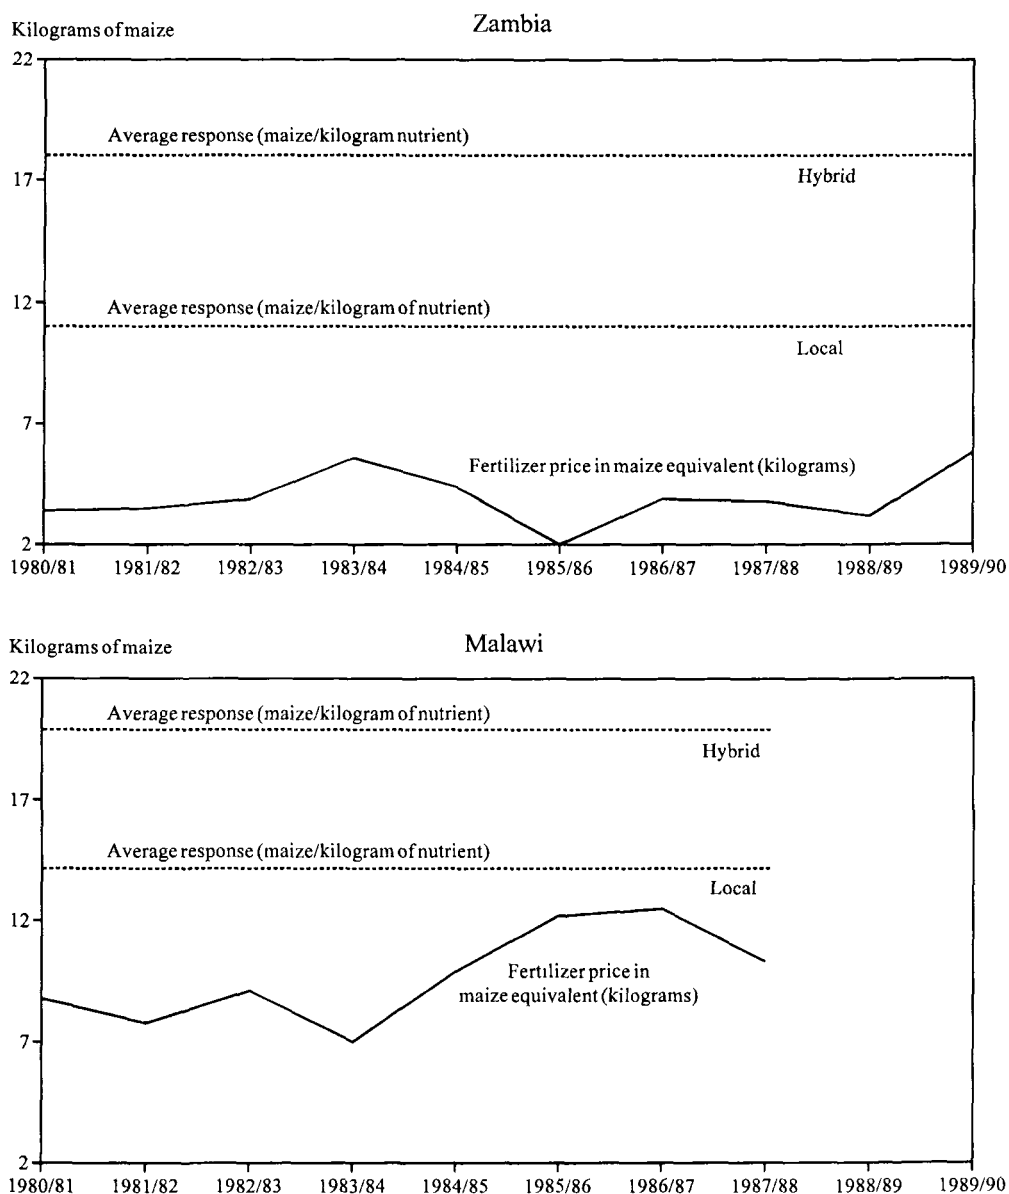 Zambia
Kilograms of maize
22
Average response (maize/kilogram nutrient)
17
Hybrid
12
Average response (maize/kilogram of nutrient)
Local
7
Fertilizer price in maize equivalent (kilograms)
2
1980/81 1981/82 1982/83 1983/84 1984/85 1985/86 1986/87 1987/88 1988/89 1989/90
Malawi
Kilograms of maize
22
Average response (maize/kilogram of nutrient)
Hybrid
17
Average response (maize/kilogram of nutrient)
Local
12
Fertilizer price in
maize equivalent (kilograms)
7
2
1980/81 1981/82 1982/83 1983/84 1984/85 1985/86 1986/87 1987/88 1988/89 1989/90